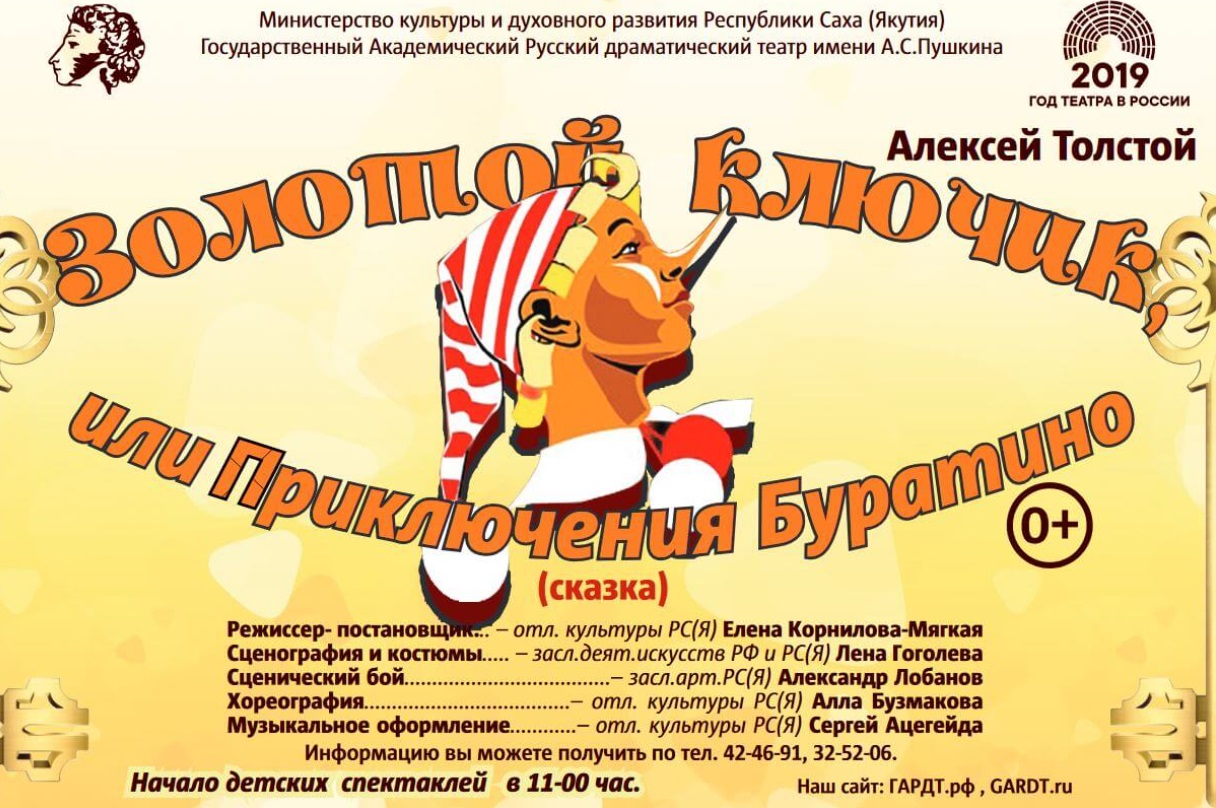 Министерство культуры и духовного развития Республики Саха (Якутия)
Государственный Академический Русский драматический театр имени А.С.Пушкина
2019
ГОД ТЕАТРА В РОССИИ
Алексей Толстой
Золотой ключик,
или Приключения Буратино
0+
(сказка)
Режиссер- постановщик... – отл. культуры РС(Я) Елена Корнилова-Мягкая
Сценография и костюмы..... – засл.деят.искусств РФ и РС(Я) Лена Гоголева
Сценический бой....................................– засл.арт.РС(Я) Александр Лобанов
Хореография....................................– отл. культуры РС(Я) Алла Бузмакова
Музыкальное оформление............– отл. культуры РС(Я) Сергей Ацегейда
Информацию вы можете получить по тел. 42-46-91, 32-52-06.
Начало детских спектаклей в 11-00 час.
Наш сайт: ГАРДТ.рф , GARDT.ru